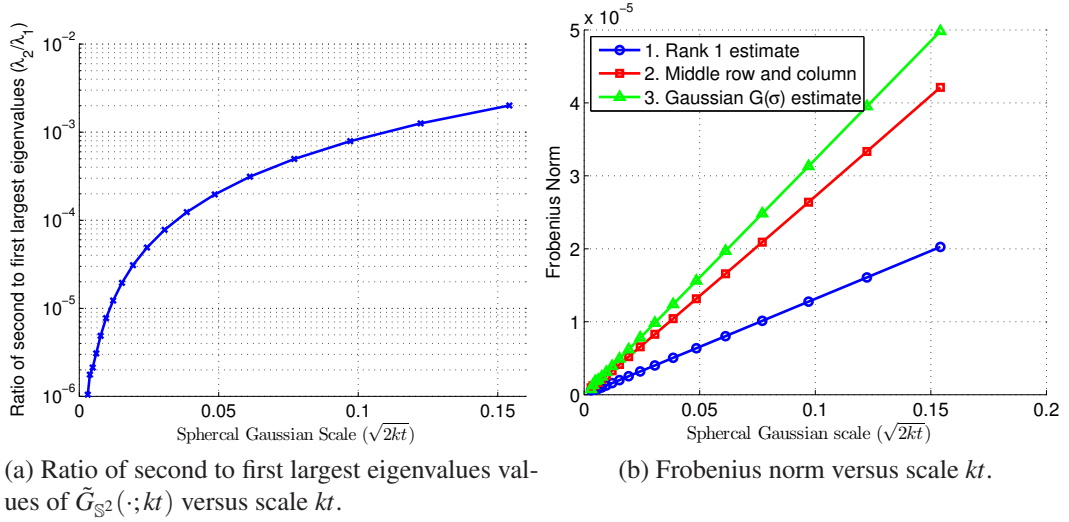 10⁻²
10⁻³
10⁻⁴
10⁻⁵
10⁻⁶
Ratio of second to first largest eigenvalues (λ₂/λ₁)
0
0.05
0.1
0.15
Sphercal Gaussian Scale (√2kt)
(a) Ratio of second to first largest eigenvalues val-
ues of G̃_𝕊²(·;kt) versus scale kt.
x 10⁻⁵
5
4
3
2
1
0
Frobenius Norm
1. Rank 1 estimate
2. Middle row and column
3. Gaussian G(σ) estimate
0
0.05
0.1
0.15
0.2
Sphercal Gaussian scale (√2kt)
(b) Frobenius norm versus scale kt.